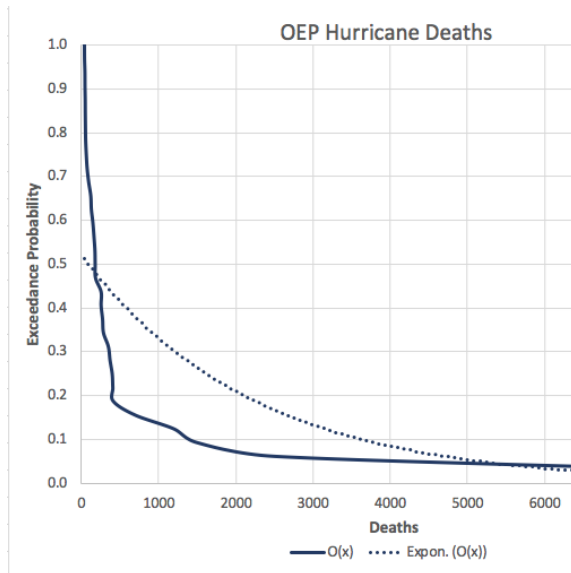 OEP Hurricane Deaths
1.0
0.9
0.8
0.7
0.6
0.5
0.4
0.3
0.2
0.1
0.0
Exceedance Probability
0 1000 2000 3000 4000 5000 6000
Deaths
O(x) Expon. (O(x))